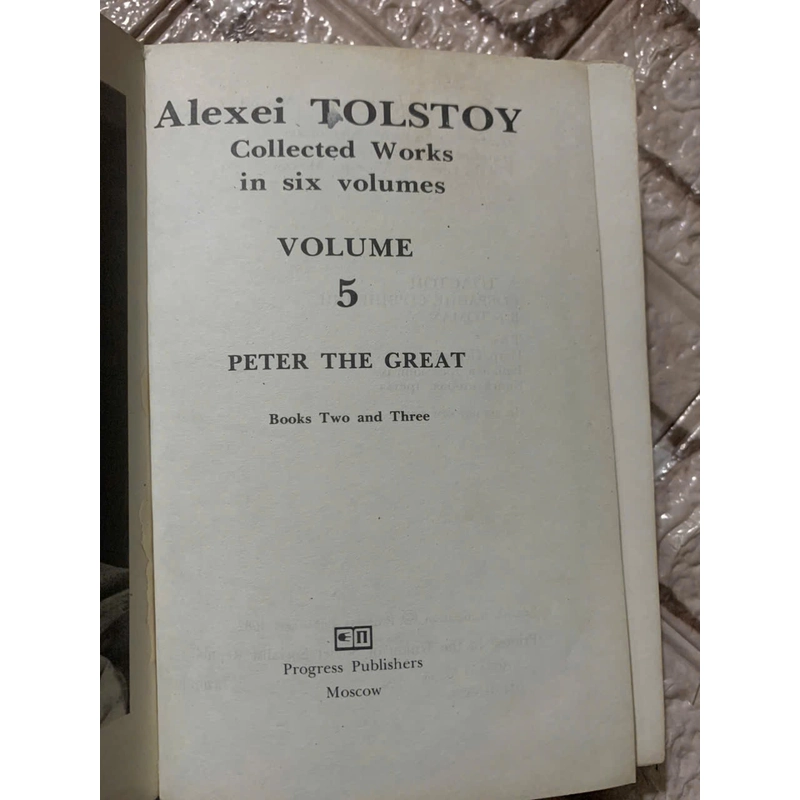 Alexei TOLSTOY
Collected Works
in six volumes
VOLUME
5
PETER THE GREAT
Books Two and Three
Progress Publishers
Moscow